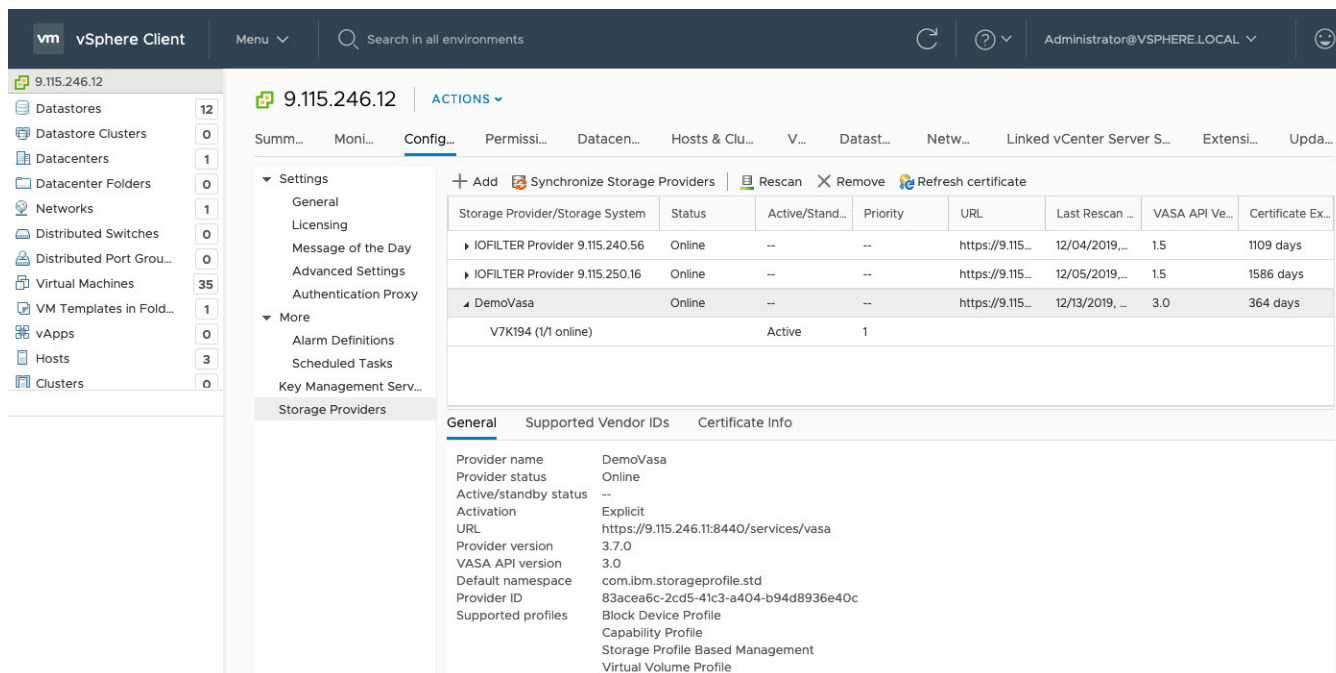 vm vSphere Client Menu Search in all environments Administrator@VSPHERE.LOCAL
9.115.246.12
Datastores 12
Datastore Clusters 0
Datacenters 1
Datacenter Folders 0
Networks 1
Distributed Switches 0
Distributed Port Grou... 0
Virtual Machines 35
VM Templates in Fold... 1
vApps 0
Hosts 3
Clusters 0
9.115.246.12 ACTIONS
Summ... Moni... Config... Permissi... Datacen... Hosts & Clu... V... Datast... Netw... Linked vCenter Server S... Extensi... Upda...
Settings
General
Licensing
Message of the Day
Advanced Settings
Authentication Proxy
More
Alarm Definitions
Scheduled Tasks
Key Management Serv...
Storage Providers
Add Synchronize Storage Providers Rescan Remove Refresh certificate
Storage Provider/Storage System Status Active/Stand... Priority URL Last Rescan ... VASA API Ve... Certificate Ex...
IOFILTER Provider 9.115.240.56 Online -- -- https://9.115... 12/04/2019,... 1.5 1109 days
IOFILTER Provider 9.115.250.16 Online -- -- https://9.115... 12/05/2019,... 1.5 1586 days
DemoVasa Online -- -- https://9.115... 12/13/2019, ... 3.0 364 days
V7K194 (1/1 online) Active 1
General Supported Vendor IDs Certificate Info
Provider name DemoVasa
Provider status Online
Active/standby status --
Activation Explicit
URL https://9.115.246.11:8440/services/vasa
Provider version 3.7.0
VASA API version 3.0
Default namespace com.ibm.storageprofile.std
Provider ID 83acea6c-2cd5-41c3-a404-b94d8936e40c
Supported profiles Block Device Profile
Capability Profile
Storage Profile Based Management
Virtual Volume Profile